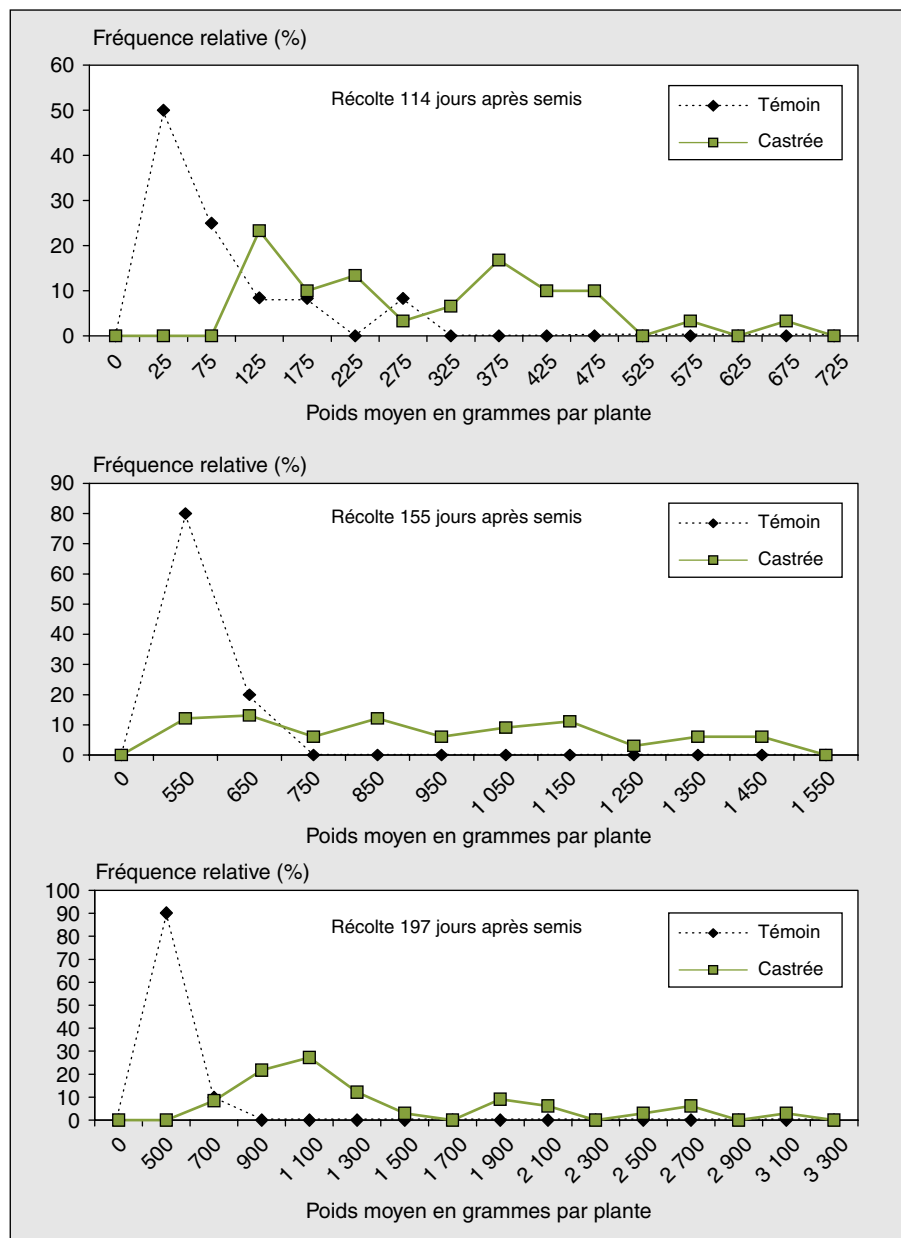 Fréquence relative (%)
60
50
40
30
20
10
0
Récolte 114 jours après semis
Témoin
Castrée
0 25 75 125 175 225 275 325 375 425 475 525 575 625 675 725
Poids moyen en grammes par plante
Fréquence relative (%)
90
80
70
60
50
40
30
20
10
0
Récolte 155 jours après semis
Témoin
Castrée
0 550 650 750 850 950 1 050 1 150 1 250 1 350 1 450 1 550
Poids moyen en grammes par plante
Fréquence relative (%)
100
90
80
70
60
50
40
30
20
10
0
Récolte 197 jours après semis
Témoin
Castrée
0 500 700 900 1 100 1 300 1 500 1 700 1 900 2 100 2 300 2 500 2 700 2 900 3 100 3 300
Poids moyen en grammes par plante